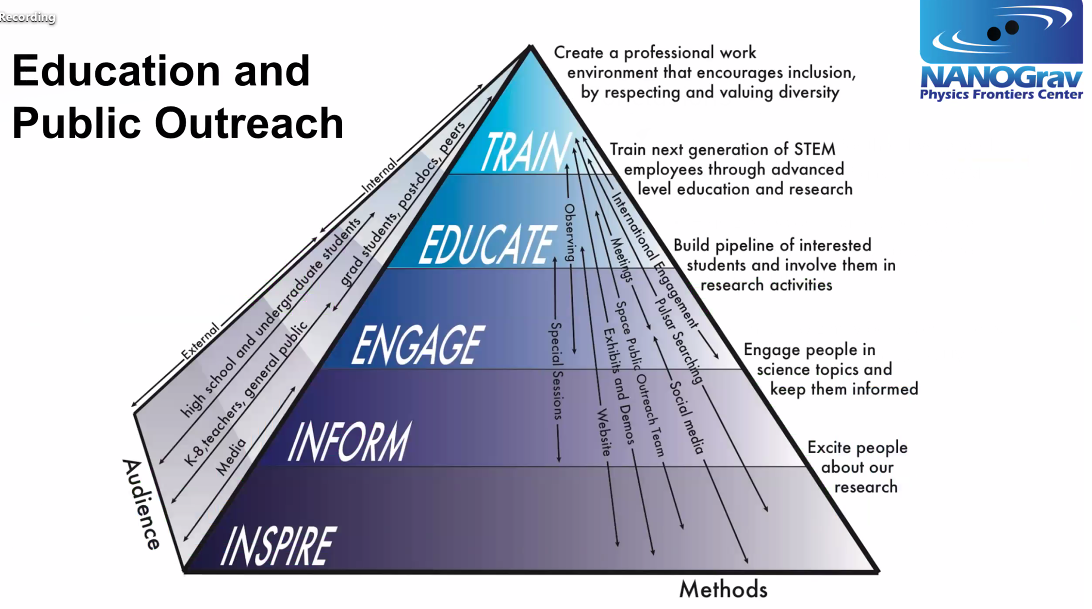 Recording
Education and
Public Outreach
NANOGrav
Physics Frontiers Center
Create a professional work
environment that encourages inclusion,
by respecting and valuing diversity
Train next generation of STEM
employees through advanced
level education and research
Build pipeline of interested
students and involve them in
research activities
Engage people in
science topics and
keep them informed
Excite people
about our
research
TRAIN
EDUCATE
ENGAGE
INFORM
INSPIRE
Internal
External
grad students, post-docs, peers
high school and undergraduate students
K-8,teachers, general public
Media
Audience
Observing
Special Sessions
International Engagement
Meetings
Pulsar Searching
Space Public Outreach Team
Exhibits and Demos
Website
Social media
Methods